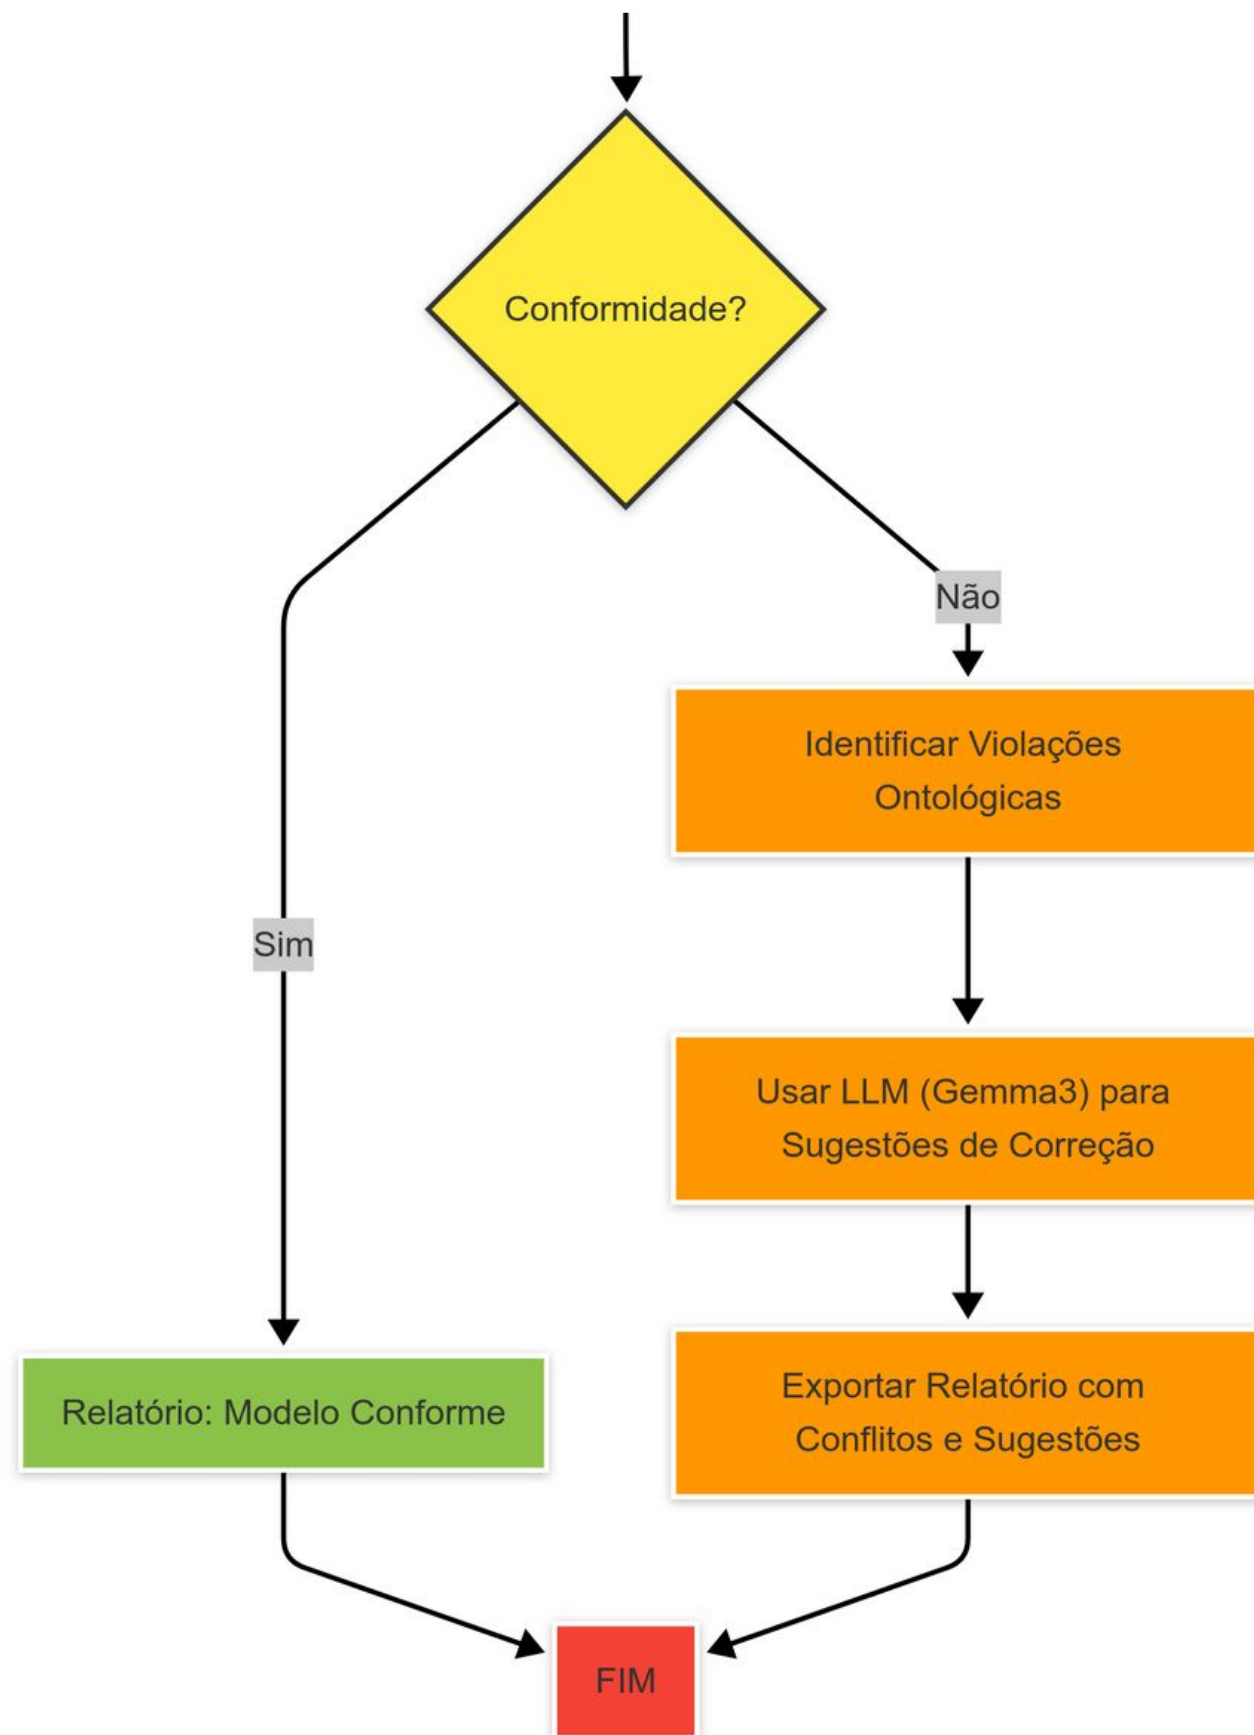 Conformidade?
Não
Identificar Violações
Ontológicas
Sim
Usar LLM (Gemma3) para
Sugestões de Correção
Exportar Relatório com
Conflitos e Sugestões
Relatório: Modelo Conforme
FIM